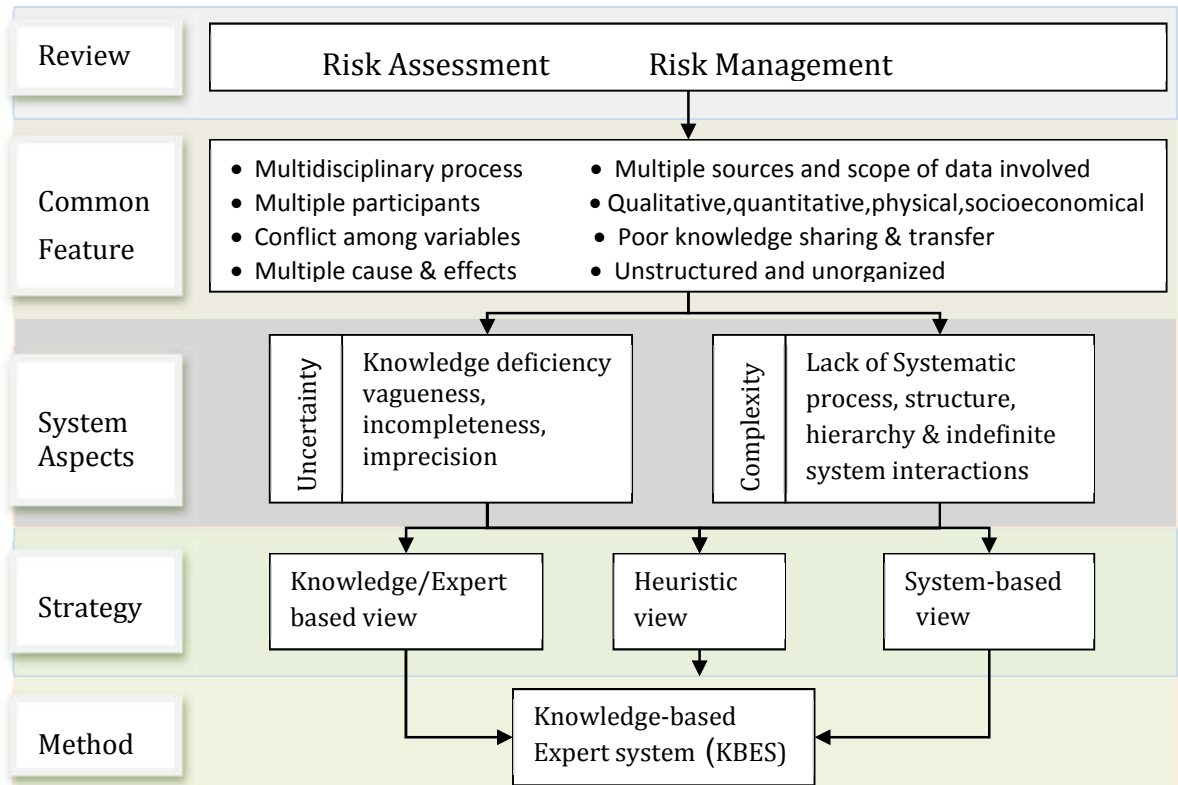 Review
Risk Assessment Risk Management
Common
Feature
• Multidisciplinary process
• Multiple participants
• Conflict among variables
• Multiple cause & effects
• Multiple sources and scope of data involved
• Qualitative,quantitative,physical,socioeconomical
• Poor knowledge sharing & transfer
• Unstructured and unorganized
System
Aspects
Uncertainty
Knowledge deficiency
vagueness,
incompleteness,
imprecision
Complexity
Lack of Systematic
process, structure,
hierarchy & indefinite
system interactions
Strategy
Knowledge/Expert
based view
Heuristic
view
System-based
view
Method
Knowledge-based
Expert system (KBES)